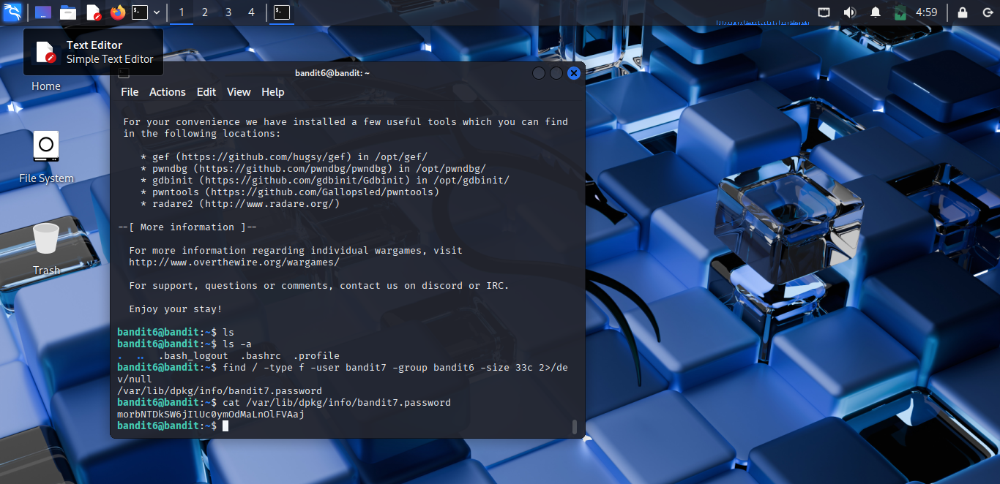 1 2 3 4
4:59
Text Editor
Simple Text Editor
Home
File System
Trash
bandit6@bandit: ~
File Actions Edit View Help
For your convenience we have installed a few useful tools which you can find
in the following locations:
* gef (https://github.com/hugsy/gef) in /opt/gef/
* pwndbg (https://github.com/pwndbg/pwndbg) in /opt/pwndbg/
* gdbinit (https://github.com/gdbinit/Gdbinit) in /opt/gdbinit/
* pwntools (https://github.com/Gallopsled/pwntools)
* radare2 (http://www.radare.org/)
--[ More information ]--
For more information regarding individual wargames, visit
http://www.overthewire.org/wargames/
For support, questions or comments, contact us on discord or IRC.
Enjoy your stay!
bandit6@bandit:~$ ls
bandit6@bandit:~$ ls -a
.  ..  .bash_logout  .bashrc  .profile
bandit6@bandit:~$ find / -type f -user bandit7 -group bandit6 -size 33c 2>/de
v/null
/var/lib/dpkg/info/bandit7.password
bandit6@bandit:~$ cat /var/lib/dpkg/info/bandit7.password
morbNTDkSW6jIlUc0ymOdMaLnOlFVAaj
bandit6@bandit:~$